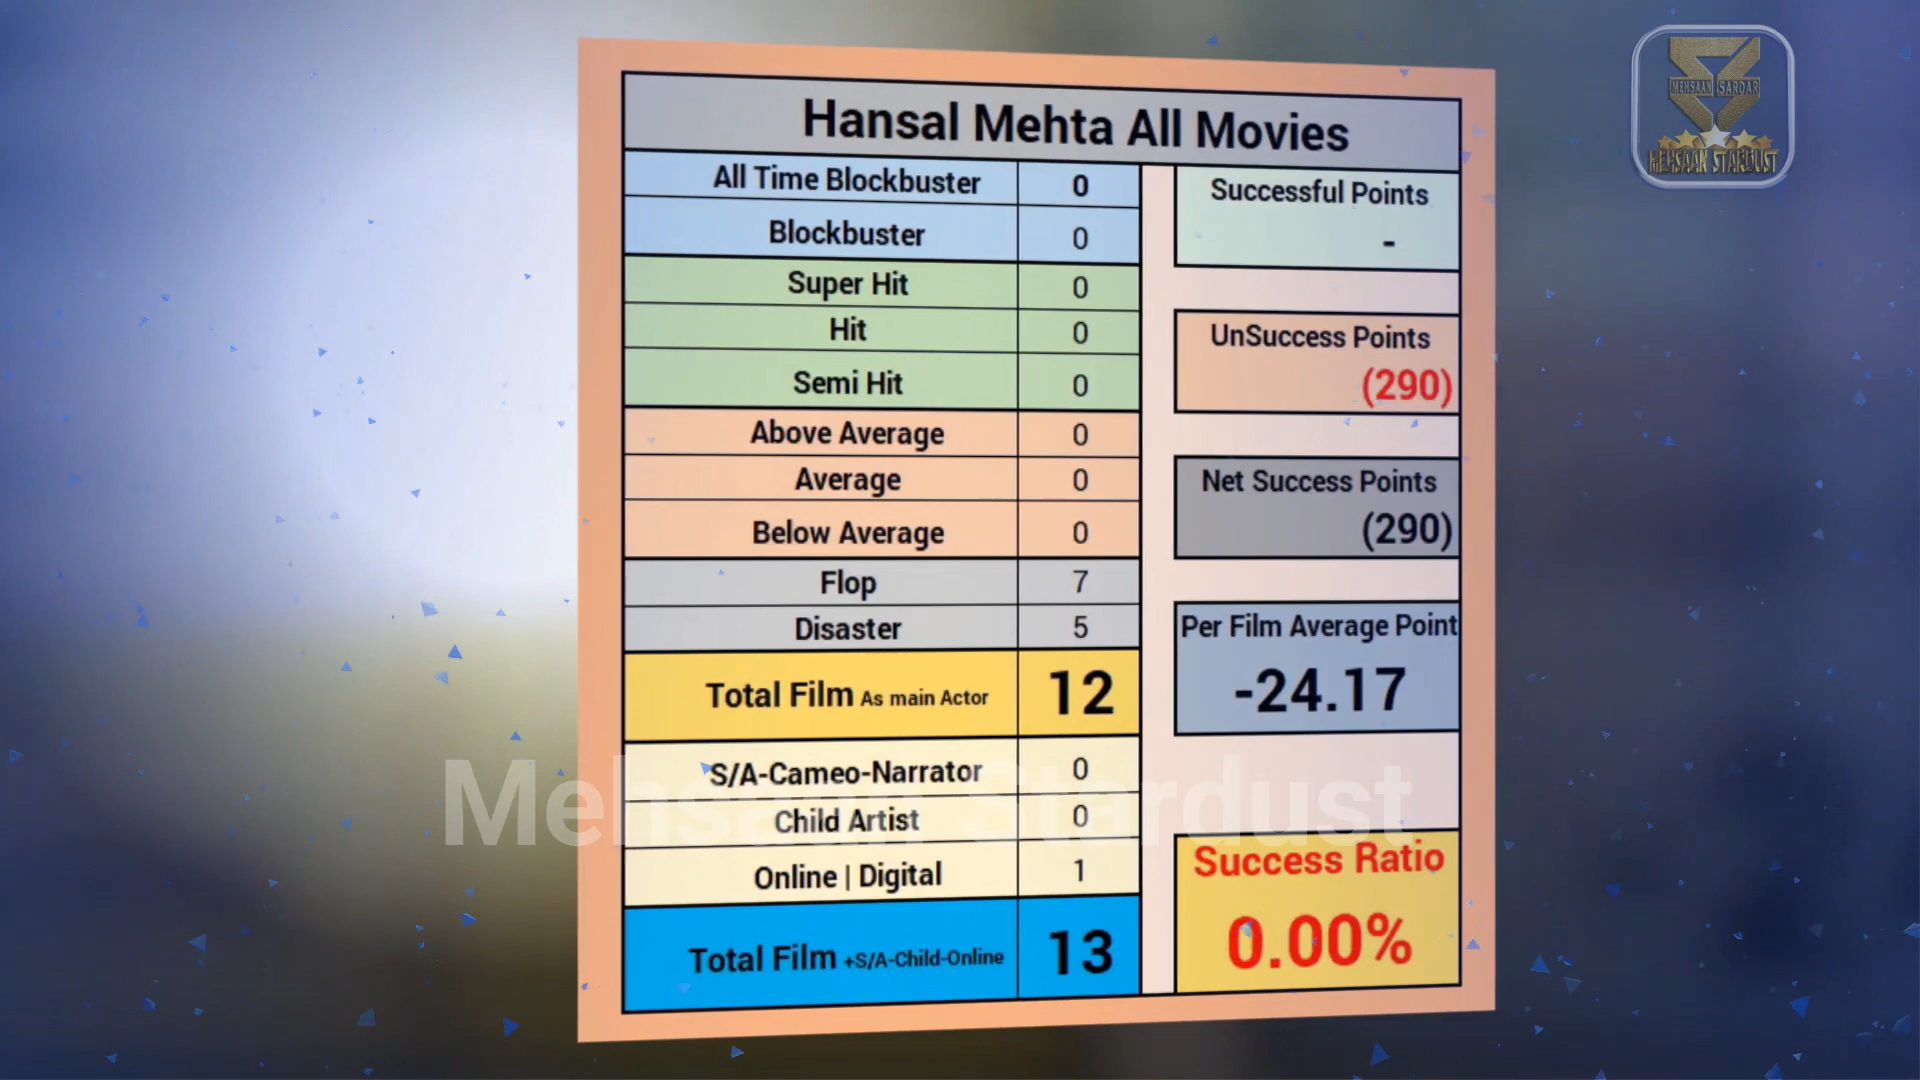 Hansal Mehta All Movies
All Time Blockbuster 0
Blockbuster 0
Super Hit 0
Hit 0
Semi Hit 0
Above Average 0
Average 0
Below Average 0
Flop 7
Disaster 5
Total Film As main Actor 12
S/A-Cameo-Narrator 0
Child Artist 0
Online | Digital 1
Total Film +S/A-Child-Online 13
Successful Points
-
UnSuccess Points
(290)
Net Success Points
(290)
Per Film Average Point
-24.17
Success Ratio
0.00%
Mehsaan Stardust
MEHSAAN SARDAR
MEHSAAN STARDUST